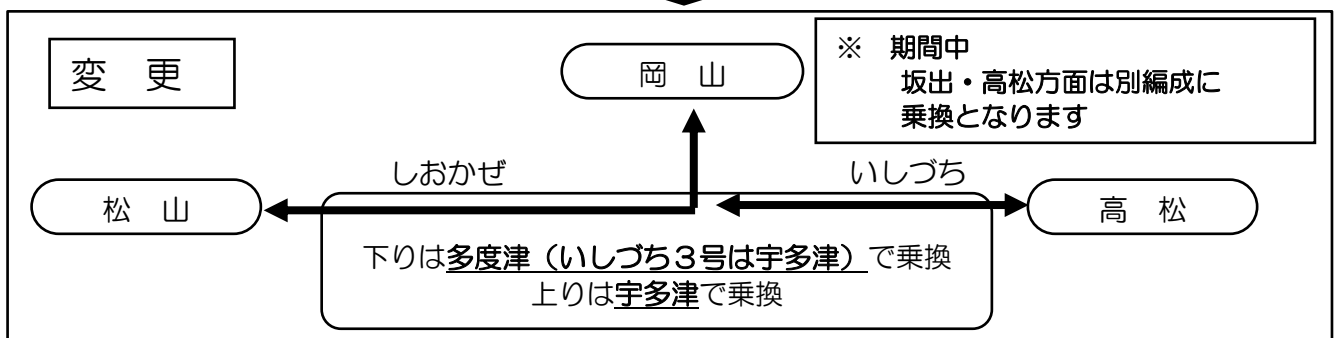 変 更
岡 山
※ 期間中
坂出・高松方面は別編成に
乗換となります
しおかぜ
いしづち
松 山
高 松
下りは多度津（いしづち３号は宇多津）で乗換
上りは宇多津で乗換